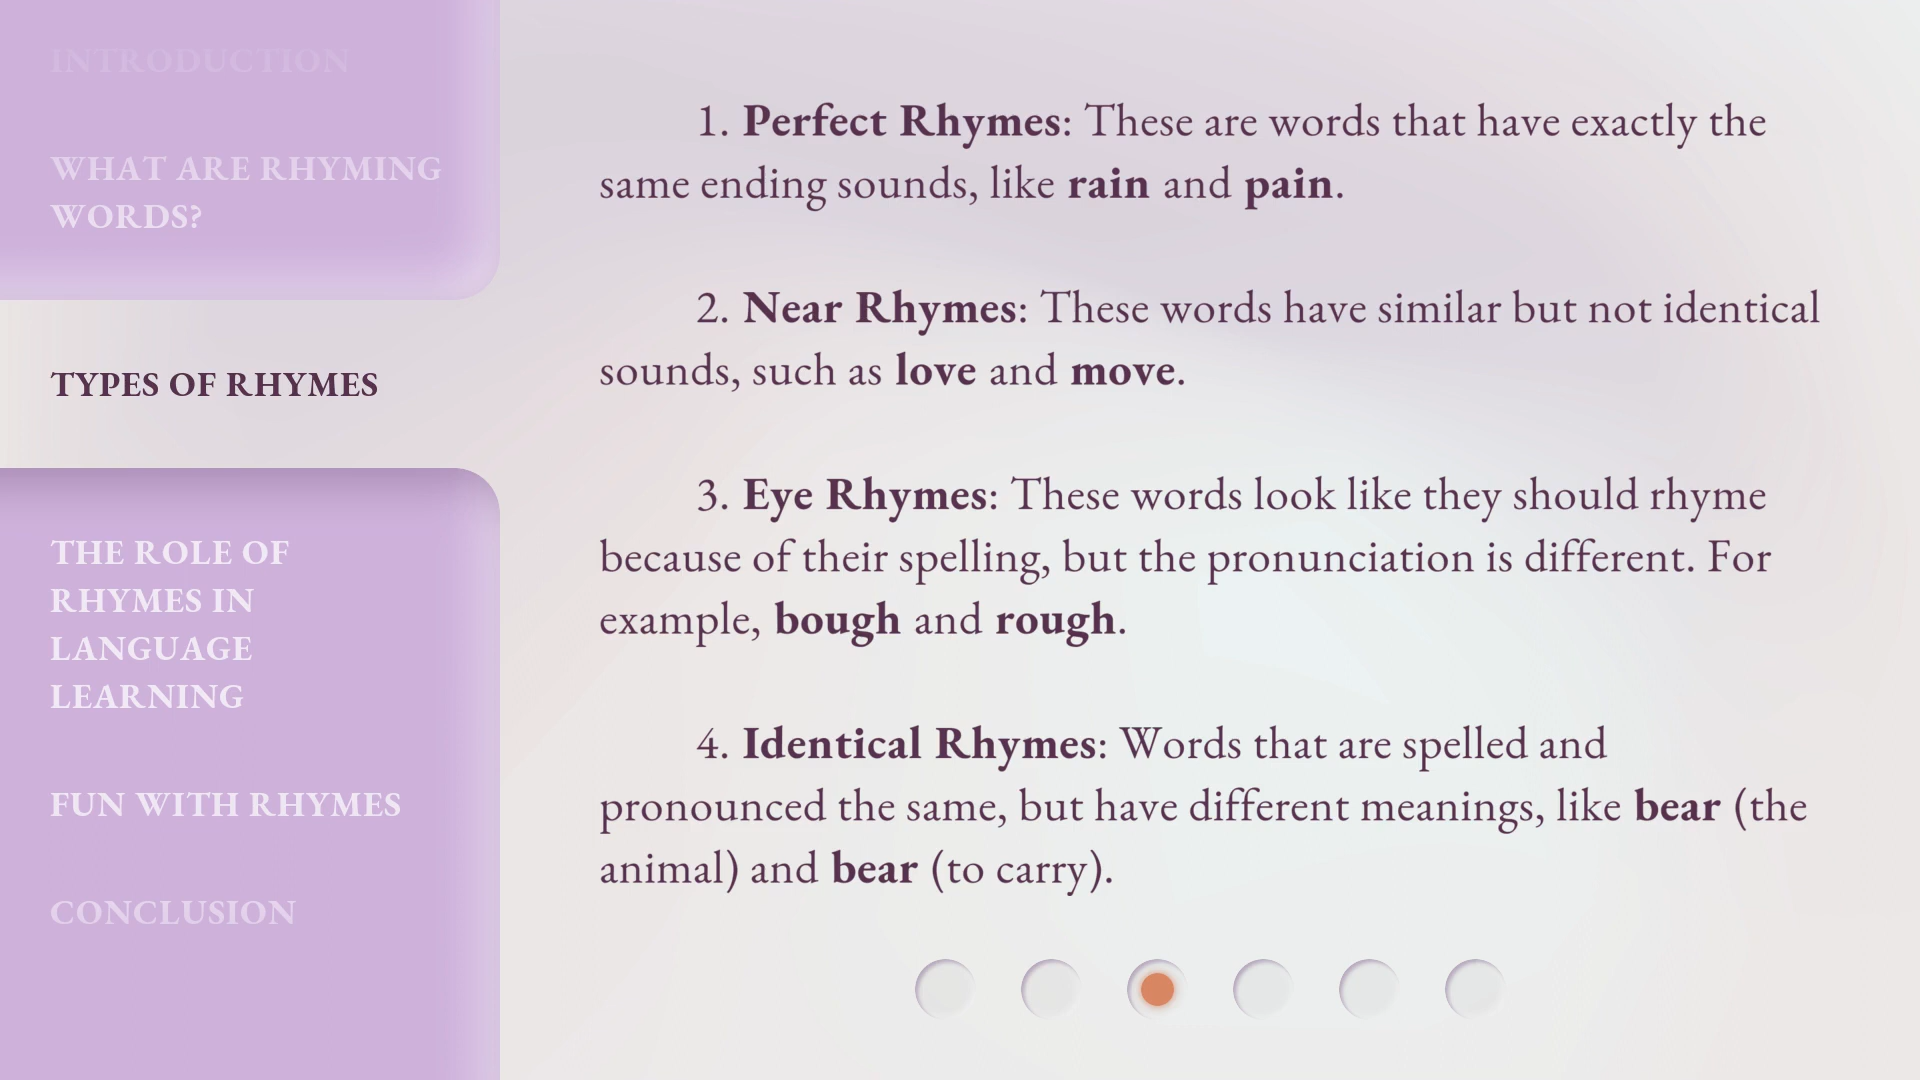 INTRODUCTION
WHAT ARE RHYMING
WORDS?
TYPES OF RHYMES
THE ROLE OF
RHYMES IN
LANGUAGE
LEARNING
FUN WITH RHYMES
CONCLUSION
1. Perfect Rhymes: These are words that have exactly the
same ending sounds, like rain and pain.
2. Near Rhymes: These words have similar but not identical
sounds, such as love and move.
3. Eye Rhymes: These words look like they should rhyme
because of their spelling, but the pronunciation is different. For
example, bough and rough.
4. Identical Rhymes: Words that are spelled and
pronounced the same, but have different meanings, like bear (the
animal) and bear (to carry).